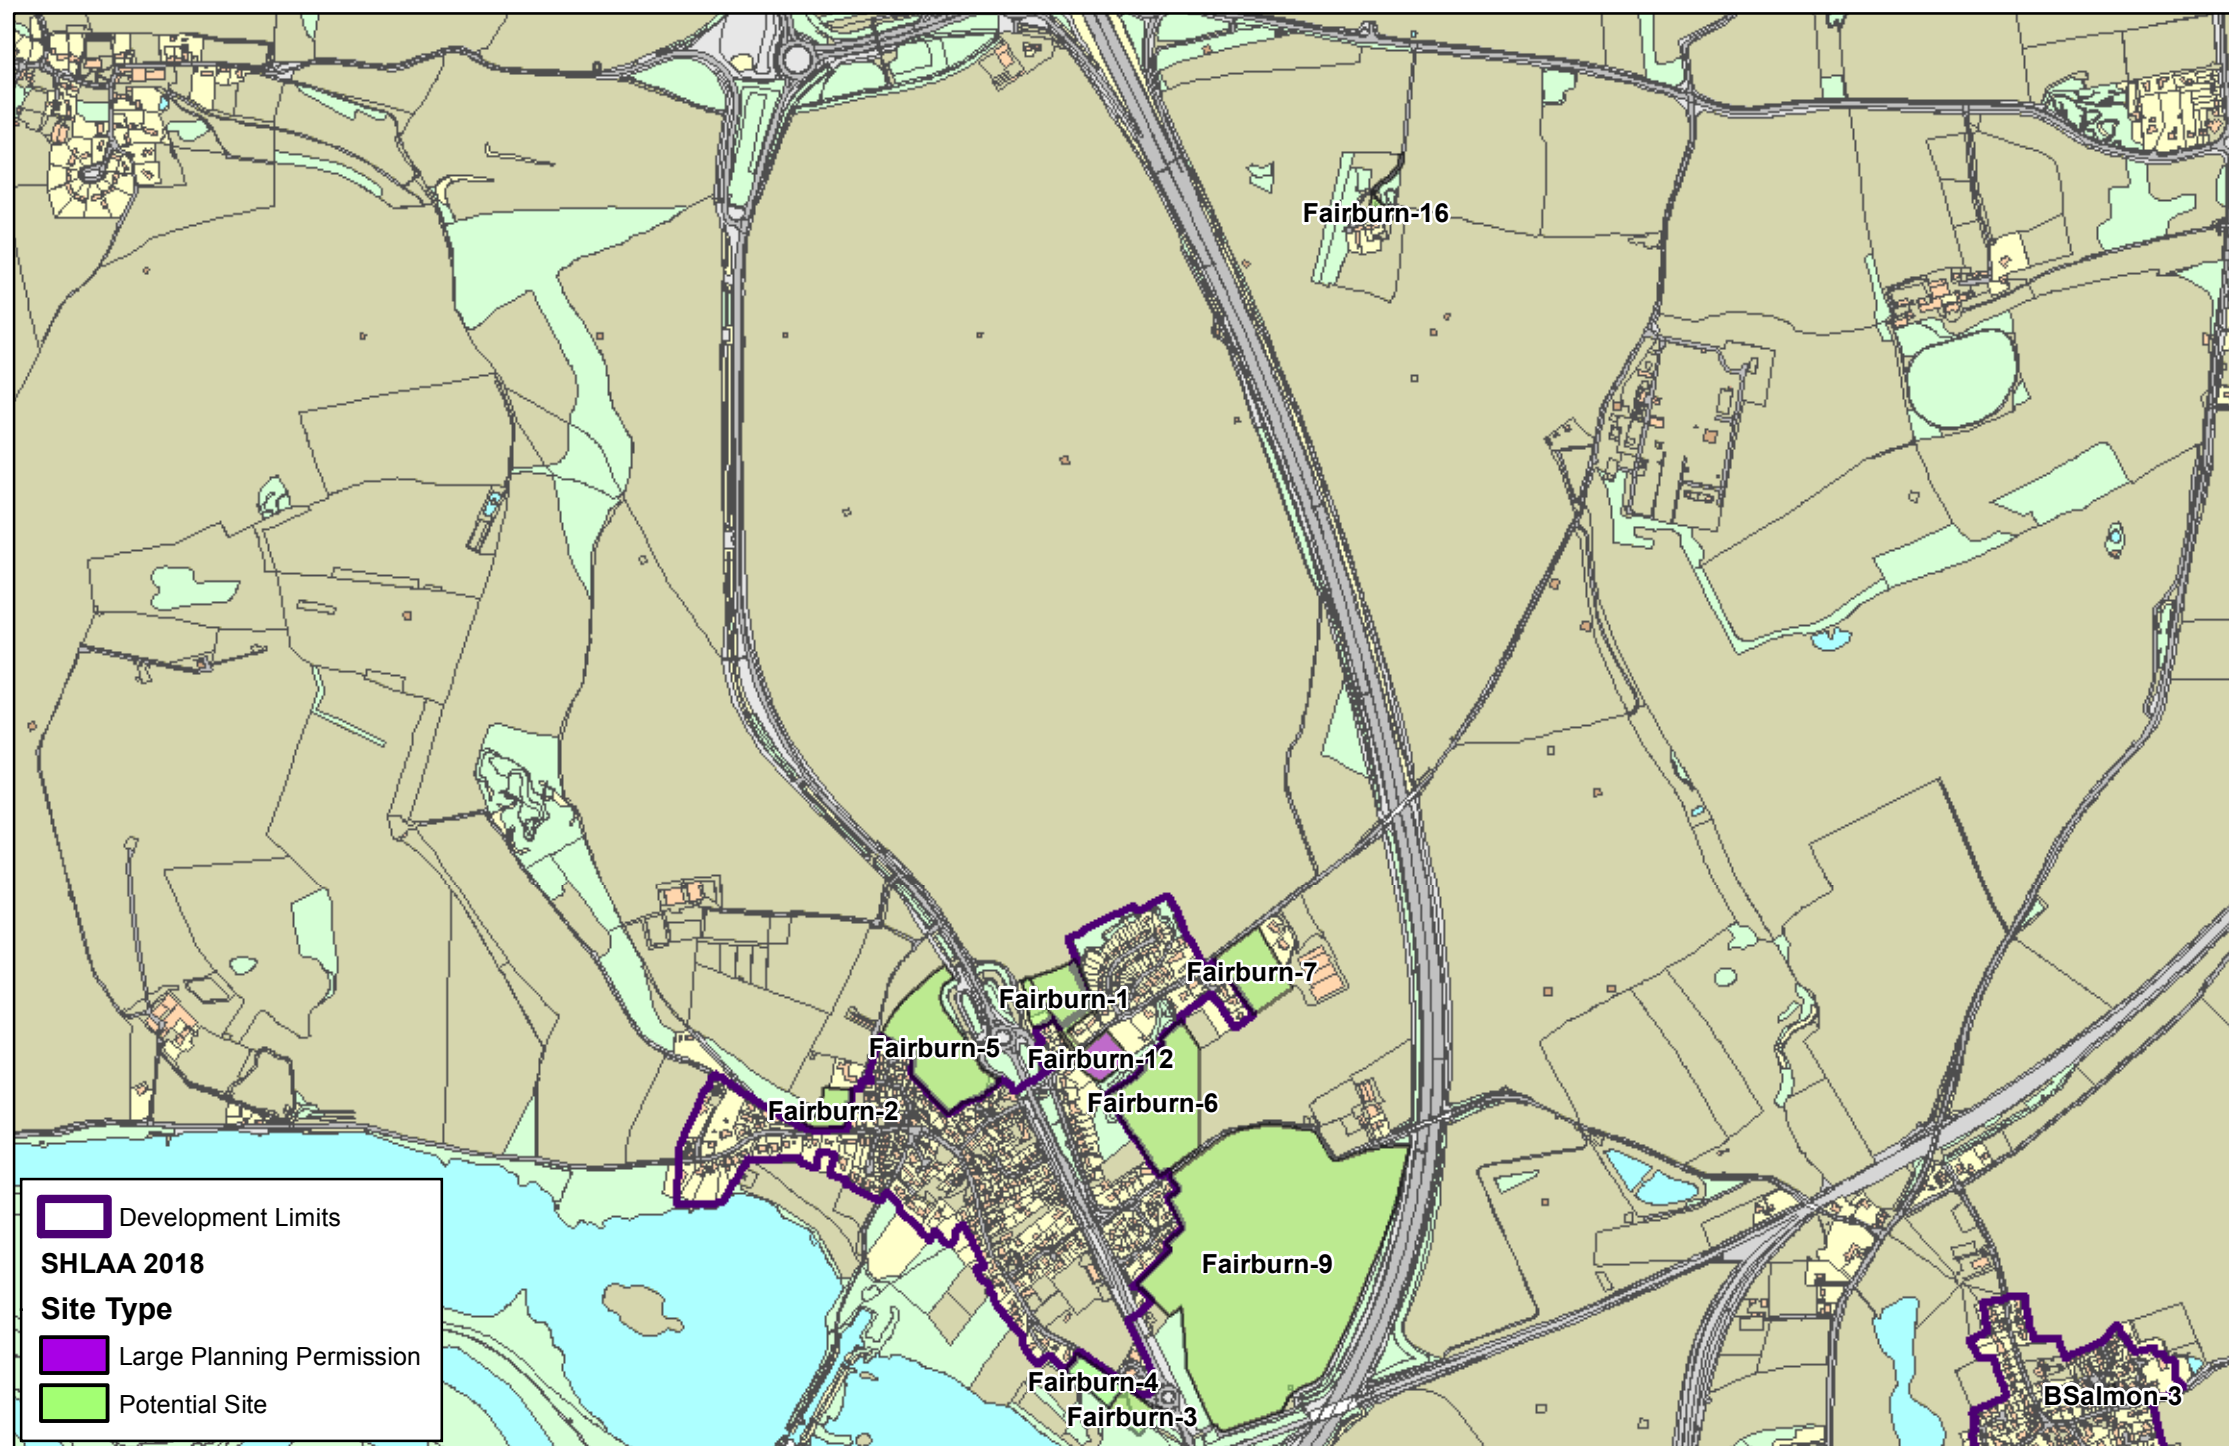 Fairburn-16
Fairburn-7
Fairburn-1
Fairburn-5
Fairburn-12
Fairburn-6
Fairburn-2
Fairburn-9
Fairburn-4
Fairburn-3
BSalmon-3
Development Limits
SHLAA 2018
Site Type
Large Planning Permission
Potential Site